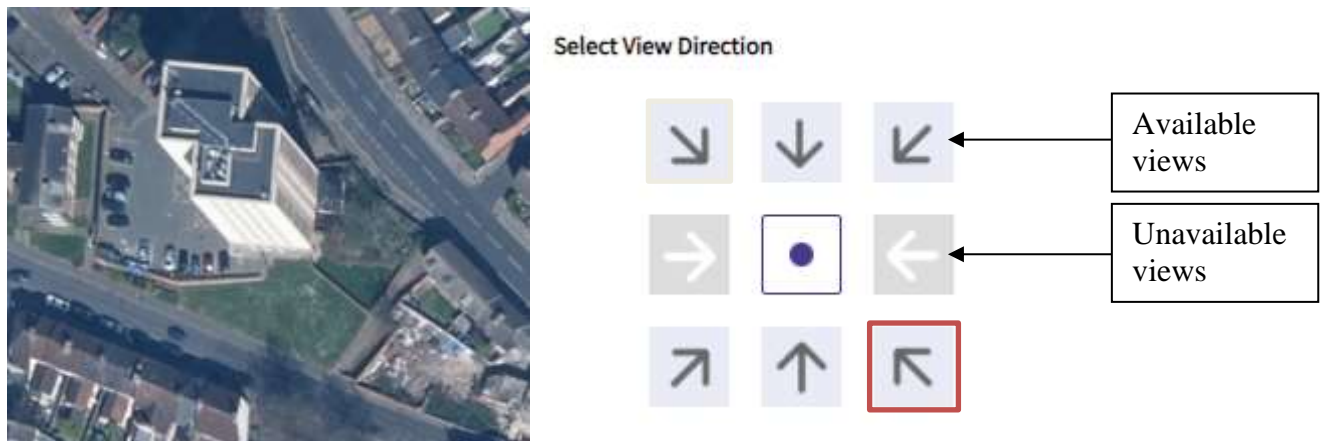 Select View Direction
Available
views
Unavailable
views